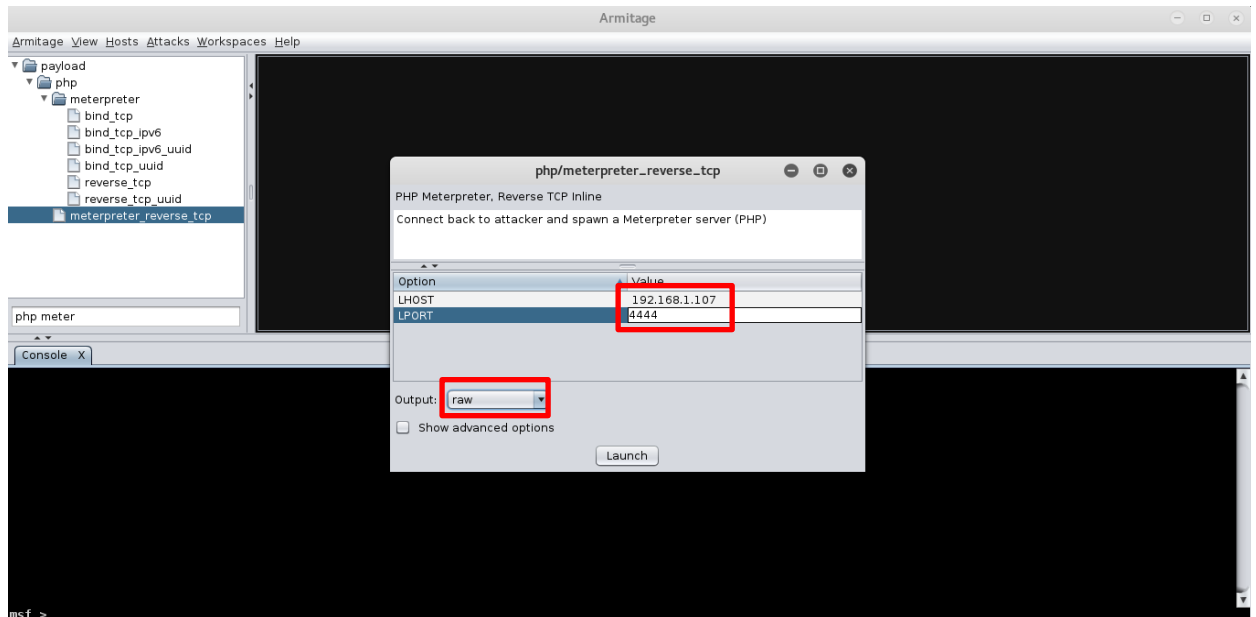 Armitage
Armitage View Hosts Attacks Workspaces Help
payload
php
meterpreter
bind_tcp
bind_tcp_ipv6
bind_tcp_ipv6_uuid
bind_tcp_uuid
reverse_tcp
reverse_tcp_uuid
meterpreter_reverse_tcp
php meter
php/meterpreter_reverse_tcp
PHP Meterpreter, Reverse TCP Inline
Connect back to attacker and spawn a Meterpreter server (PHP)
Option Value
LHOST 192.168.1.107
LPORT 4444
Output: raw
Show advanced options
Launch
Console X
msf >